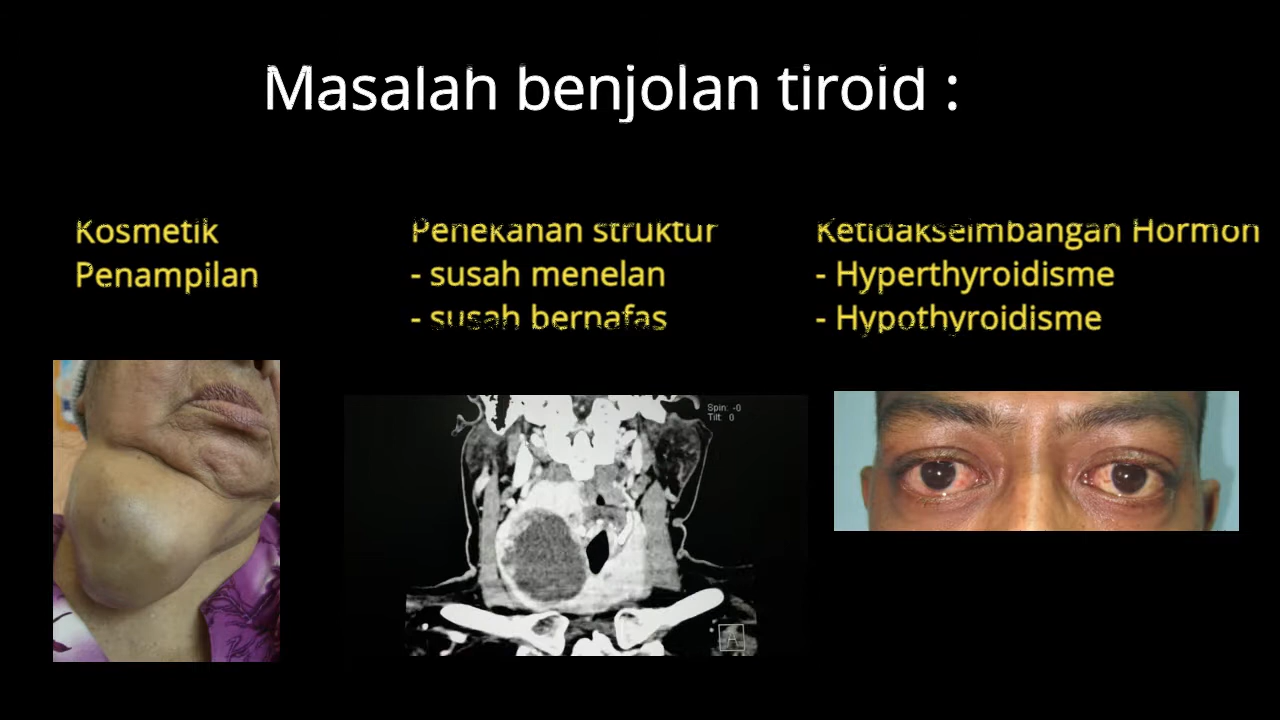 Masalah benjolan tiroid :
Kosmetik
Penampilan
Penekanan struktur
- susah menelan
- susah bernafas
Ketidakseimbangan Hormon
- Hyperthyroidisme
- Hypothyroidisme
Spin: -0
Tilt: 0
A